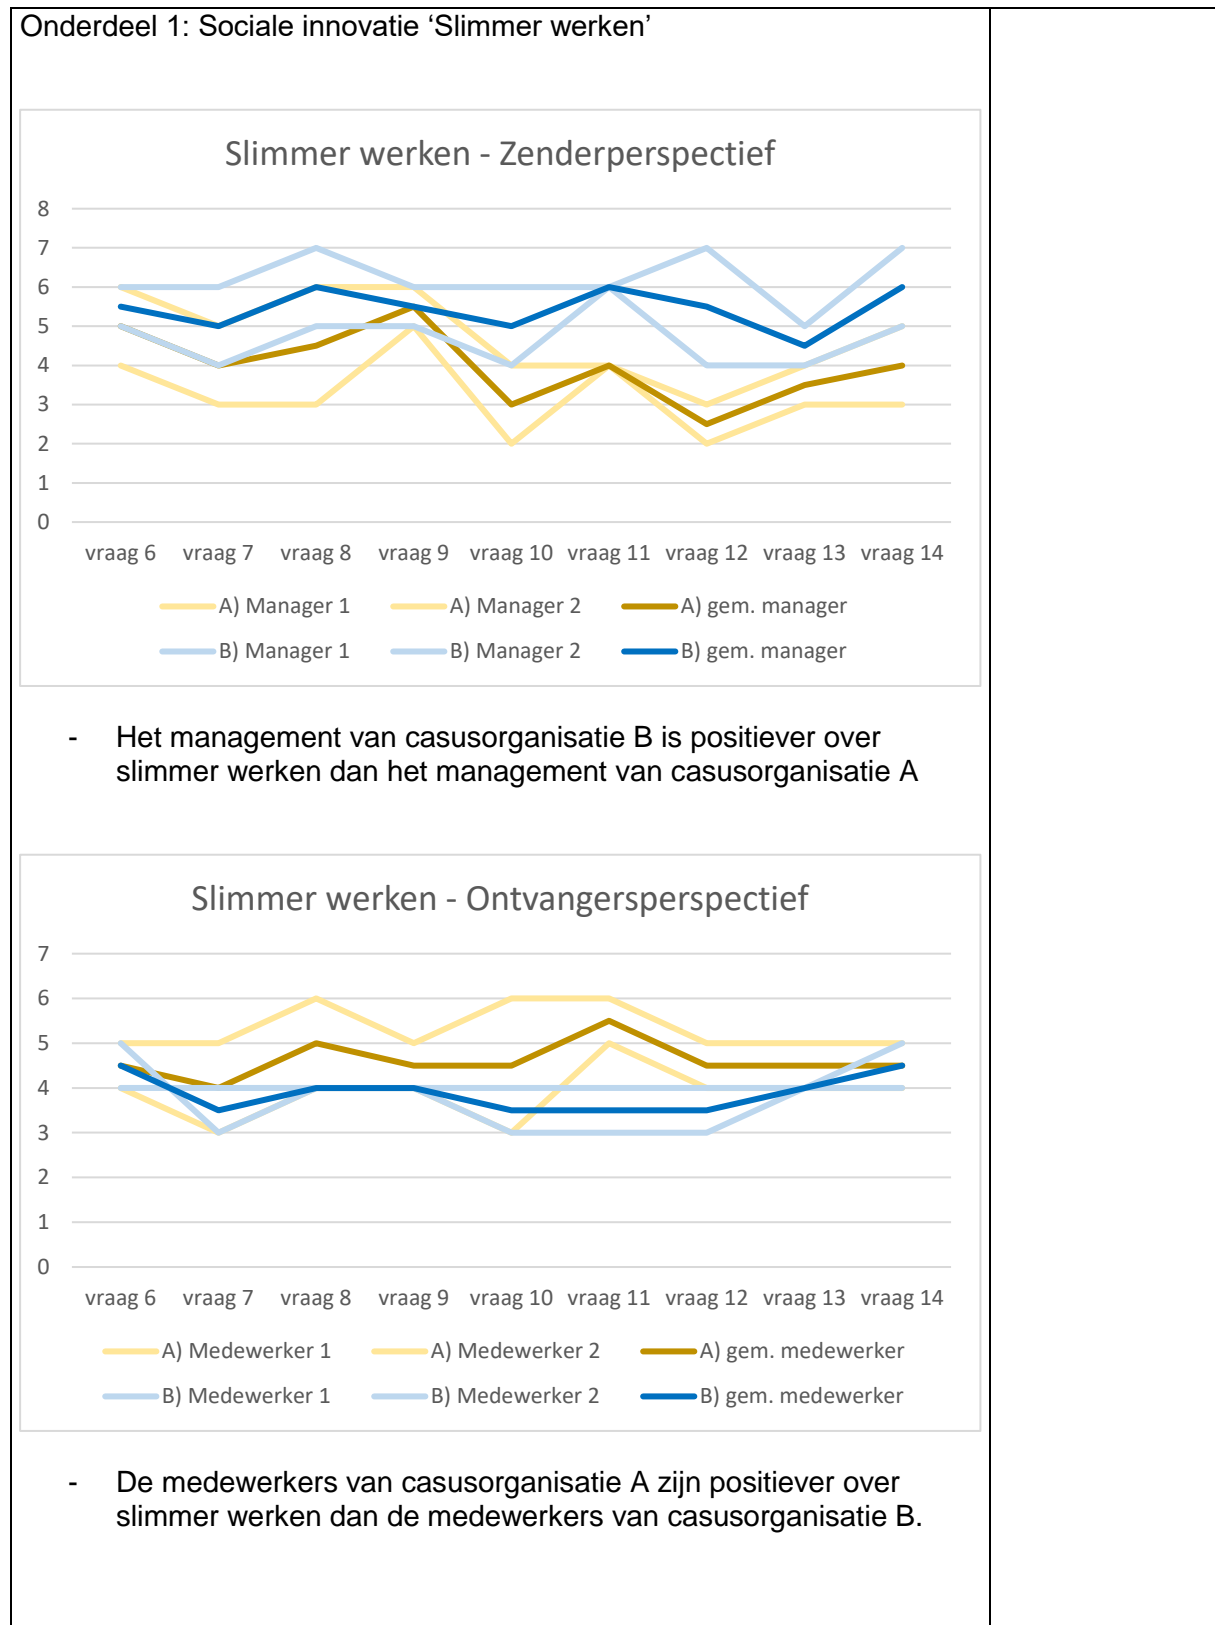 Onderdeel 1: Sociale innovatie ‘Slimmer werken’
Slimmer werken - Zenderperspectief
8
7
6
5
4
3
2
1
0
vraag 6 vraag 7 vraag 8 vraag 9 vraag 10 vraag 11 vraag 12 vraag 13 vraag 14
A) Manager 1 A) Manager 2 A) gem. manager
B) Manager 1 B) Manager 2 B) gem. manager
- Het management van casusorganisatie B is positiever over
slimmer werken dan het management van casusorganisatie A
Slimmer werken - Ontvangersperspectief
7
6
5
4
3
2
1
0
vraag 6 vraag 7 vraag 8 vraag 9 vraag 10 vraag 11 vraag 12 vraag 13 vraag 14
A) Medewerker 1 A) Medewerker 2 A) gem. medewerker
B) Medewerker 1 B) Medewerker 2 B) gem. medewerker
- De medewerkers van casusorganisatie A zijn positiever over
slimmer werken dan de medewerkers van casusorganisatie B.